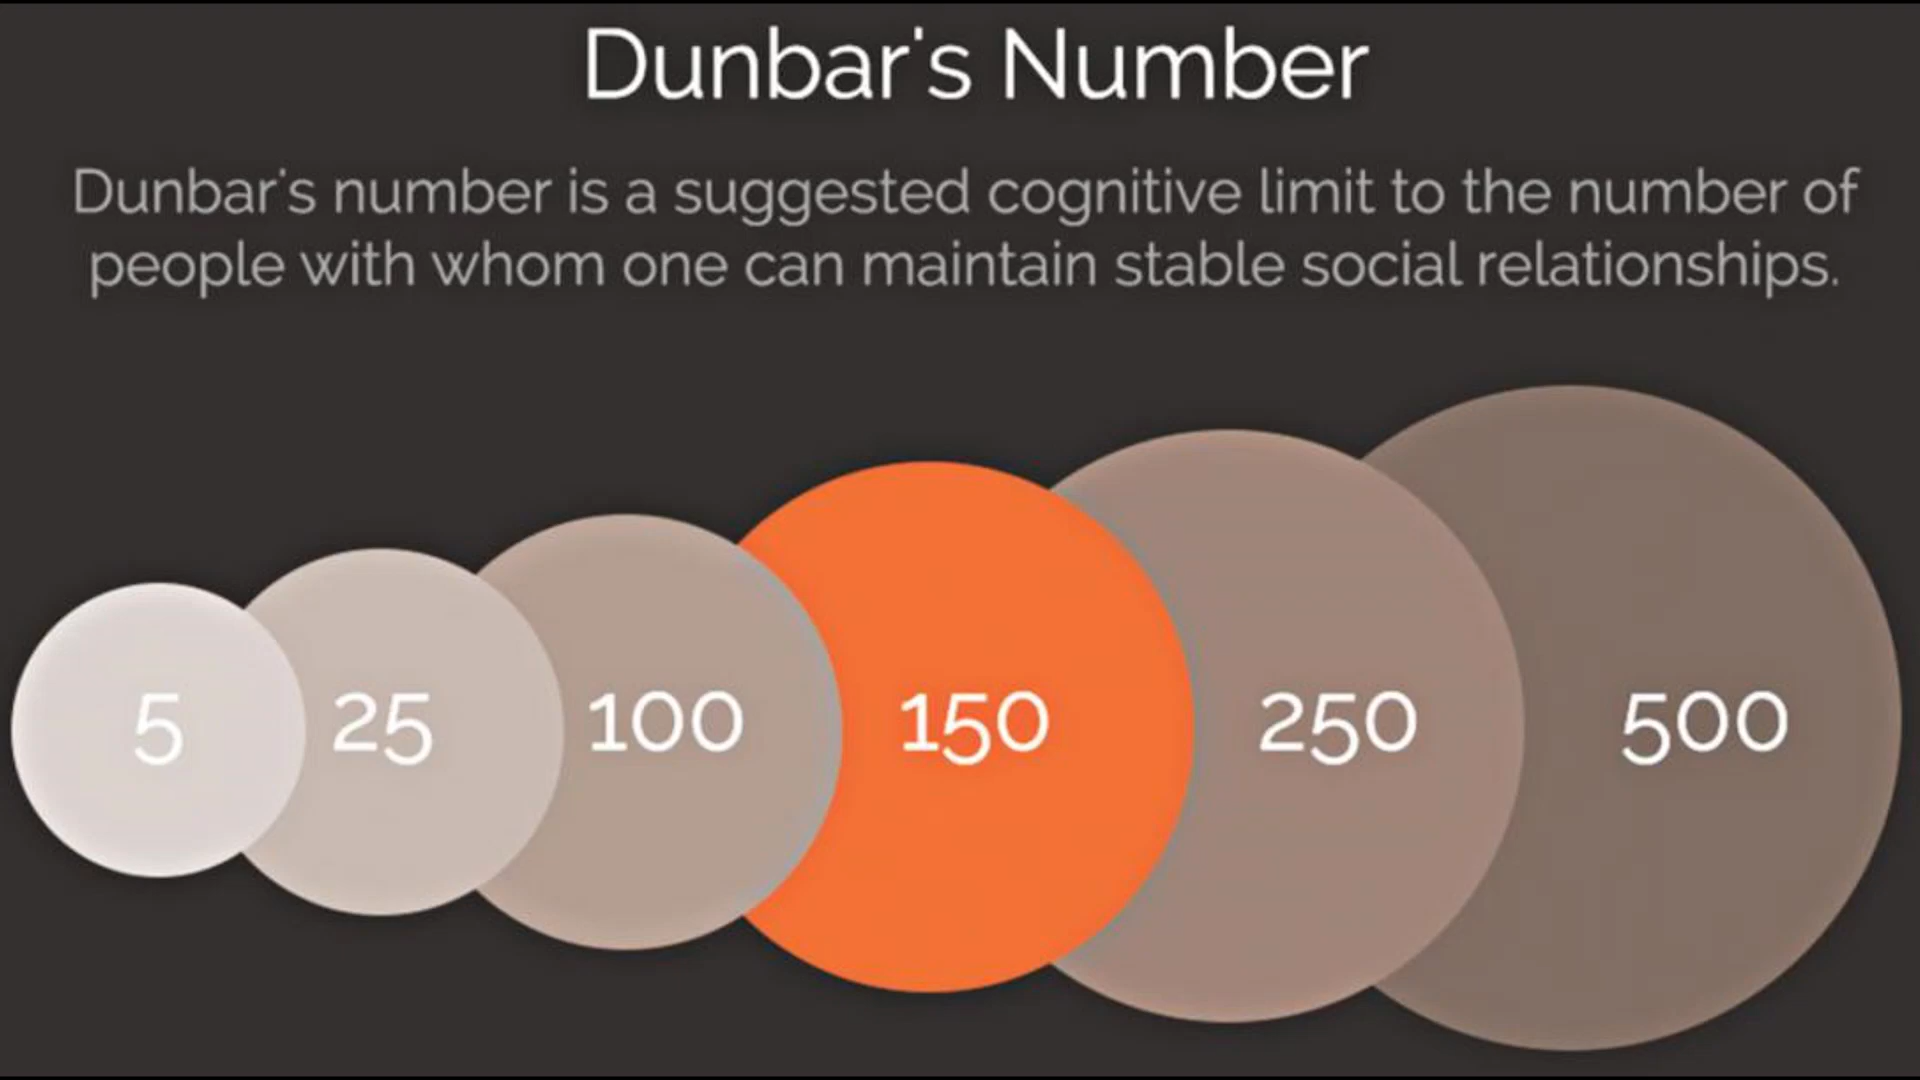 Dunbar's Number
Dunbar's number is a suggested cognitive limit to the number of
people with whom one can maintain stable social relationships.
5 25 100 150 250 500